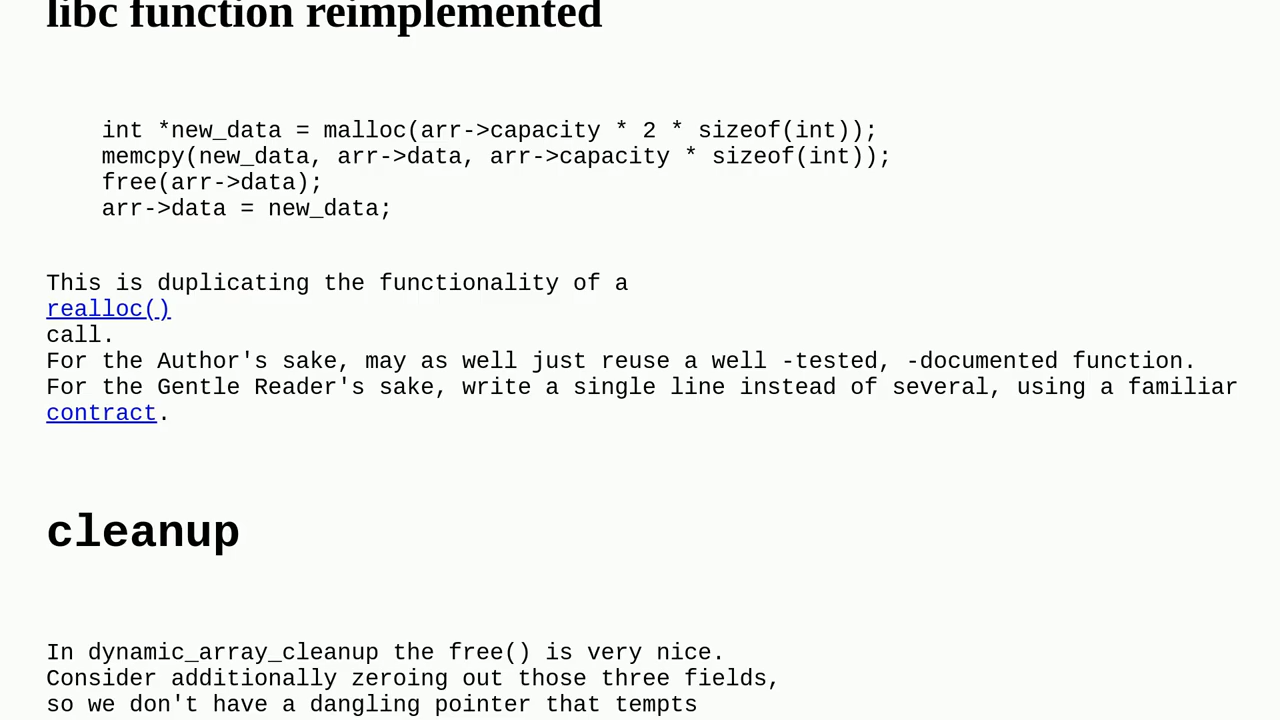 libc function reimplemented
int *new_data = malloc(arr->capacity * 2 * sizeof(int));
memcpy(new_data, arr->data, arr->capacity * sizeof(int));
free(arr->data);
arr->data = new_data;
This is duplicating the functionality of a
realloc()
call.
For the Author's sake, may as well just reuse a well -tested, -documented function.
For the Gentle Reader's sake, write a single line instead of several, using a familiar
contract.
cleanup
In dynamic_array_cleanup the free() is very nice.
Consider additionally zeroing out those three fields,
so we don't have a dangling pointer that tempts